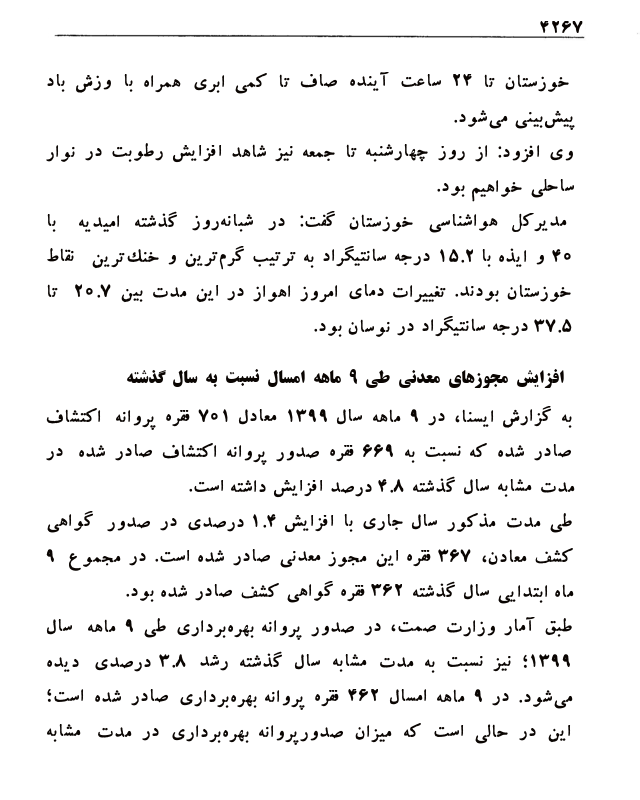 ۴۲۶۷
خوزستان تا ۲۴ ساعت آینده صاف تا کمی ابری همراه با وزش باد
پیش‌بینی می‌شود.
وی افزود: از روز چهارشنبه تا جمعه نیز شاهد افزایش رطوبت در نوار
ساحلی خواهیم بود.
مدیرکل هواشناسی خوزستان گفت: در شبانه‌روز گذشته امیدیه با
۴۰ و ایذه با ۱۵.۲ درجه سانتیگراد به ترتیب گرم‌ترین و خنك‌ترین نقاط
خوزستان بودند. تغییرات دمای امروز اهواز در این مدت بین ۲۰.۷ تا
۳۷.۵ درجه سانتیگراد در نوسان بود.
افزایش مجوزهای معدنی طی ۹ ماهه امسال نسبت به سال گذشته
به گزارش ایسنا، در ۹ ماهه سال ۱۳۹۹ معادل ۷۰۱ فقره پروانه اکتشاف
صادر شده که نسبت به ۶۶۹ فقره صدور پروانه اکتشاف صادر شده در
مدت مشابه سال گذشته ۴.۸ درصد افزایش داشته است.
طی مدت مذکور سال جاری با افزایش ۱.۴ درصدی در صدور گواهی
کشف معادن، ۳۶۷ فقره این مجوز معدنی صادر شده است. در مجموع ۹
ماه ابتدایی سال گذشته ۳۶۲ فقره گواهی کشف صادر شده بود.
طبق آمار وزارت صمت، در صدور پروانه بهره‌برداری طی ۹ ماهه سال
۱۳۹۹؛ نیز نسبت به مدت مشابه سال گذشته رشد ۳.۸ درصدی دیده
می‌شود. در ۹ ماهه امسال ۴۶۲ فقره پروانه بهره‌برداری صادر شده است؛
این در حالی است که میزان صدورپروانه بهره‌برداری در مدت مشابه